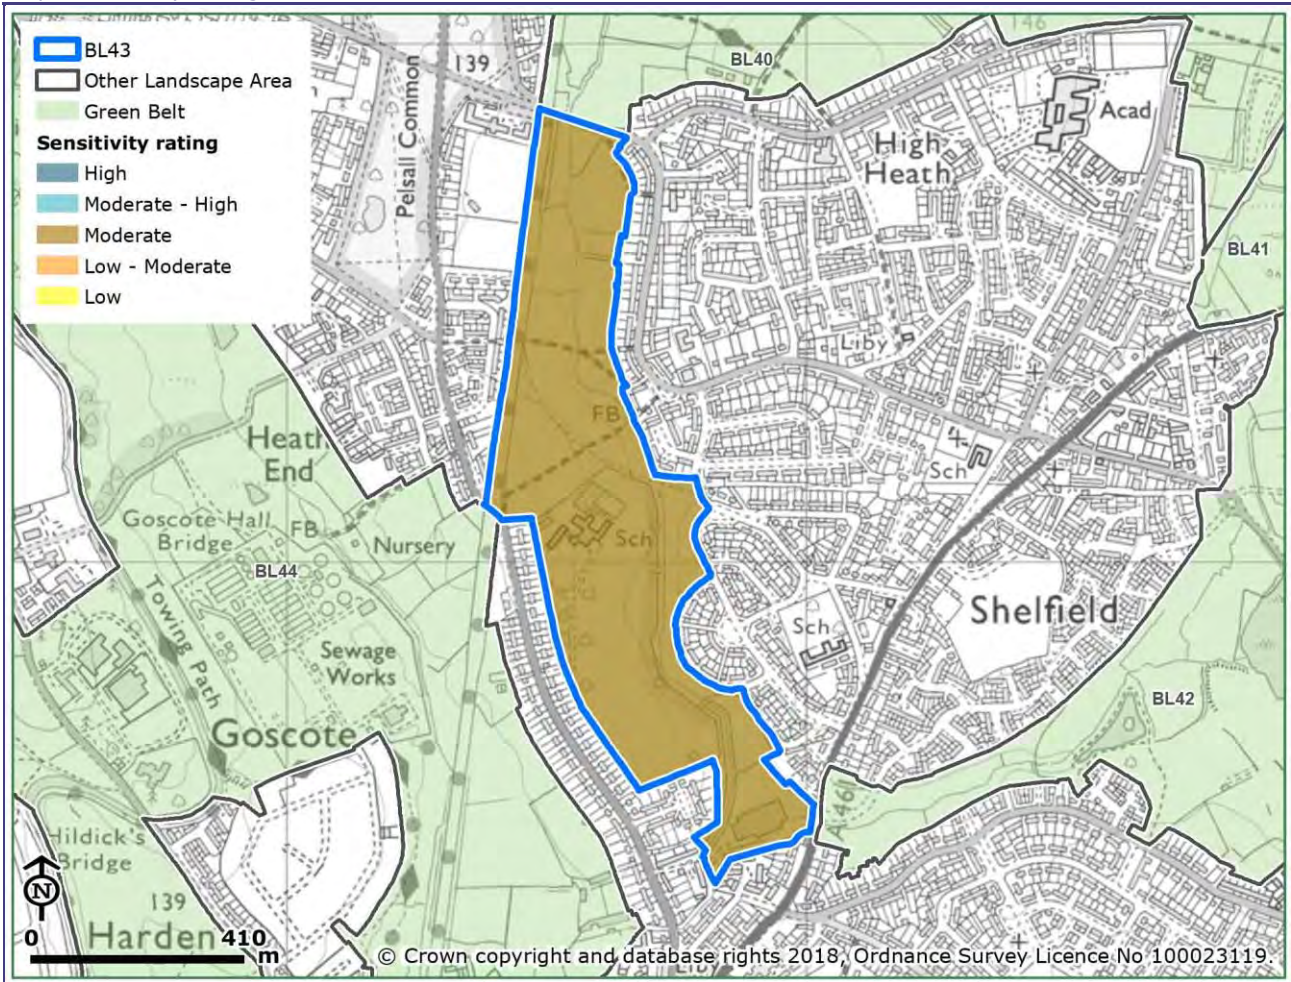 BL43
Other Landscape Area
Green Belt
Sensitivity rating
High
Moderate
Moderate - High
Low - Moderate
Low
139
Pelsall Common
BL40
146
Acad
High
Heath
BL41
Liby
FB
Sch
Heath
End
Goscote Hall
Bridge
FB
Nursery
Sch
BL44
Towing Path
Sewage
Works
Goscote
Sch
Shelfield
BL42
A461
Hildick's
Bridge
N
139
Harden
0
410
m
© Crown copyright and database rights 2018, Ordnance Survey Licence No 100023119.
Liby